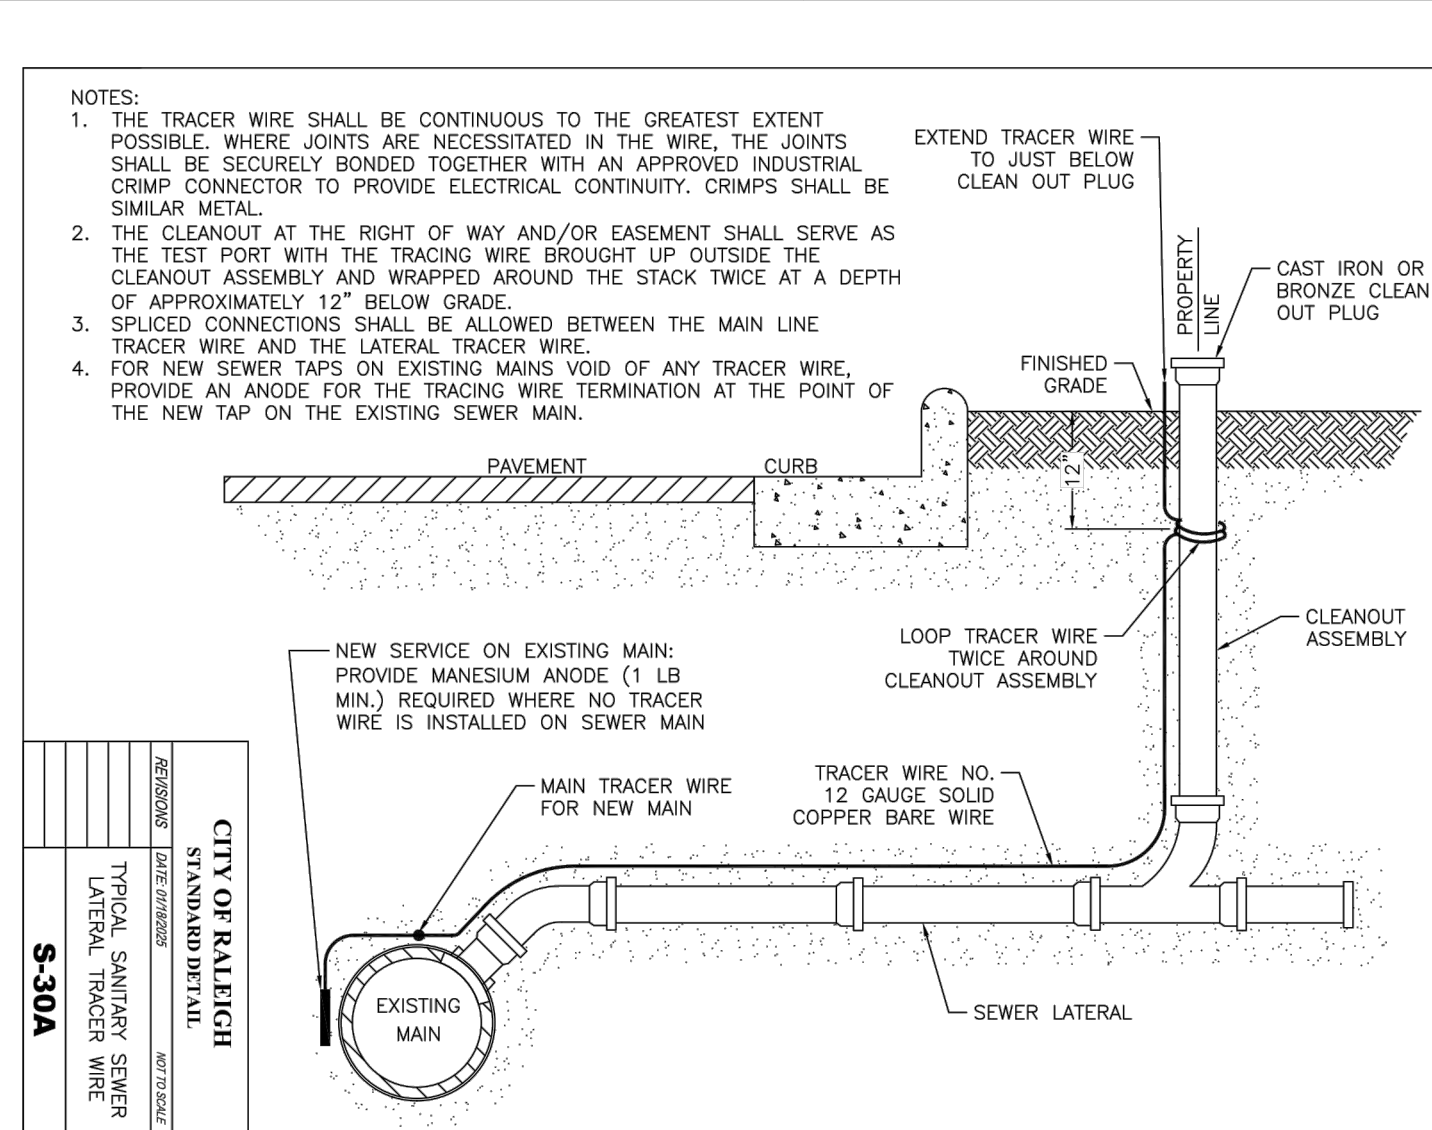 NOTES:
1. THE TRACER WIRE SHALL BE CONTINUOUS TO THE GREATEST EXTENT
POSSIBLE. WHERE JOINTS ARE NECESSITATED IN THE WIRE, THE JOINTS
SHALL BE SECURELY BONDED TOGETHER WITH AN APPROVED INDUSTRIAL
CRIMP CONNECTOR TO PROVIDE ELECTRICAL CONTINUITY. CRIMPS SHALL BE
SIMILAR METAL.
2. THE CLEANOUT AT THE RIGHT OF WAY AND/OR EASEMENT SHALL SERVE AS
THE TEST PORT WITH THE TRACING WIRE BROUGHT UP OUTSIDE THE
CLEANOUT ASSEMBLY AND WRAPPED AROUND THE STACK TWICE AT A DEPTH
OF APPROXIMATELY 12” BELOW GRADE.
3. SPLICED CONNECTIONS SHALL BE ALLOWED BETWEEN THE MAIN LINE
TRACER WIRE AND THE LATERAL TRACER WIRE.
4. FOR NEW SEWER TAPS ON EXISTING MAINS VOID OF ANY TRACER WIRE,
PROVIDE AN ANODE FOR THE TRACING WIRE TERMINATION AT THE POINT OF
THE NEW TAP ON THE EXISTING SEWER MAIN.
EXTEND TRACER WIRE
TO JUST BELOW
CLEAN OUT PLUG
PROPERTY
LINE
CAST IRON OR
BRONZE CLEAN
OUT PLUG
FINISHED
GRADE
12”
PAVEMENT
CURB
LOOP TRACER WIRE
TWICE AROUND
CLEANOUT ASSEMBLY
CLEANOUT
ASSEMBLY
NEW SERVICE ON EXISTING MAIN:
PROVIDE MANESIUM ANODE (1 LB
MIN.) REQUIRED WHERE NO TRACER
WIRE IS INSTALLED ON SEWER MAIN
MAIN TRACER WIRE
FOR NEW MAIN
TRACER WIRE NO.
12 GAUGE SOLID
COPPER BARE WIRE
EXISTING
MAIN
SEWER LATERAL
CITY OF RALEIGH
STANDARD DETAIL
REVISIONS
DATE: 01/18/2025
NOT TO SCALE
TYPICAL SANITARY SEWER
LATERAL TRACER WIRE
S-30A